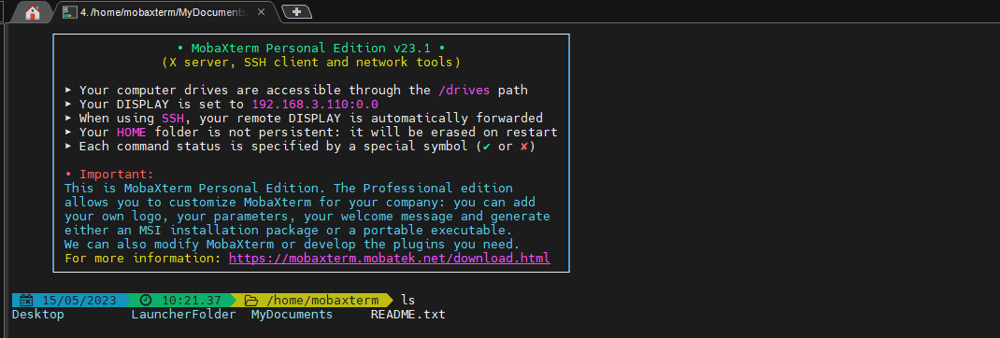 4. /home/mobaxterm/MyDocuments
• MobaXterm Personal Edition v23.1 •
(X server, SSH client and network tools)
➤ Your computer drives are accessible through the /drives path
➤ Your DISPLAY is set to 192.168.3.110:0.0
➤ When using SSH, your remote DISPLAY is automatically forwarded
➤ Your HOME folder is not persistent: it will be erased on restart
➤ Each command status is specified by a special symbol (✔ or ✘)
• Important:
This is MobaXterm Personal Edition. The Professional edition
allows you to customize MobaXterm for your company: you can add
your own logo, your parameters, your welcome message and generate
either an MSI installation package or a portable executable.
We can also modify MobaXterm or develop the plugins you need.
For more information: https://mobaxterm.mobatek.net/download.html
15/05/2023 10:21.37 /home/mobaxterm ls
Desktop LauncherFolder MyDocuments README.txt